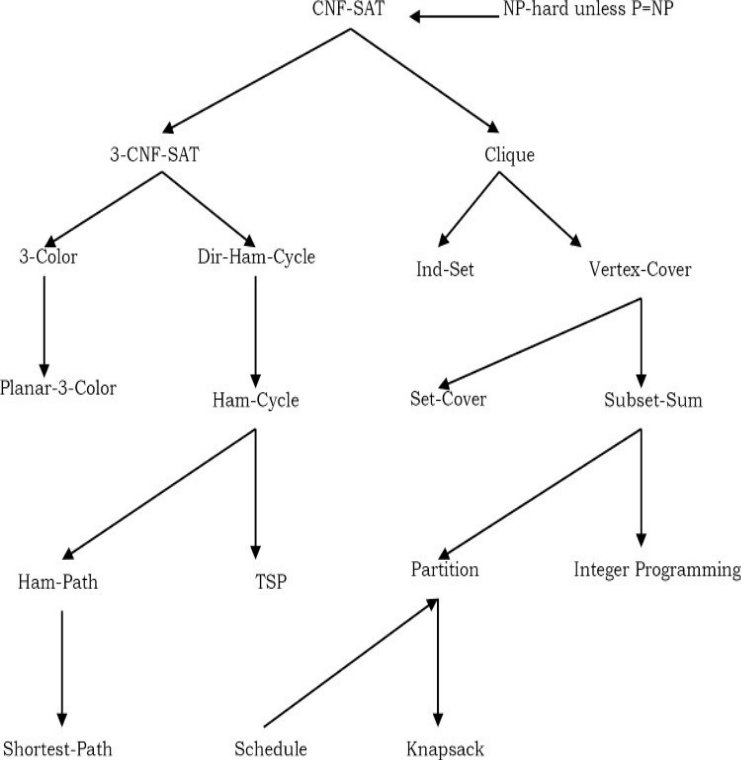 CNF-SAT NP-hard unless P=NP
3-CNF-SAT Clique
3-Color Dir-Ham-Cycle Ind-Set Vertex-Cover
Planar-3-Color Ham-Cycle Set-Cover Subset-Sum
Ham-Path TSP Partition Integer Programming
Shortest-Path Schedule Knapsack